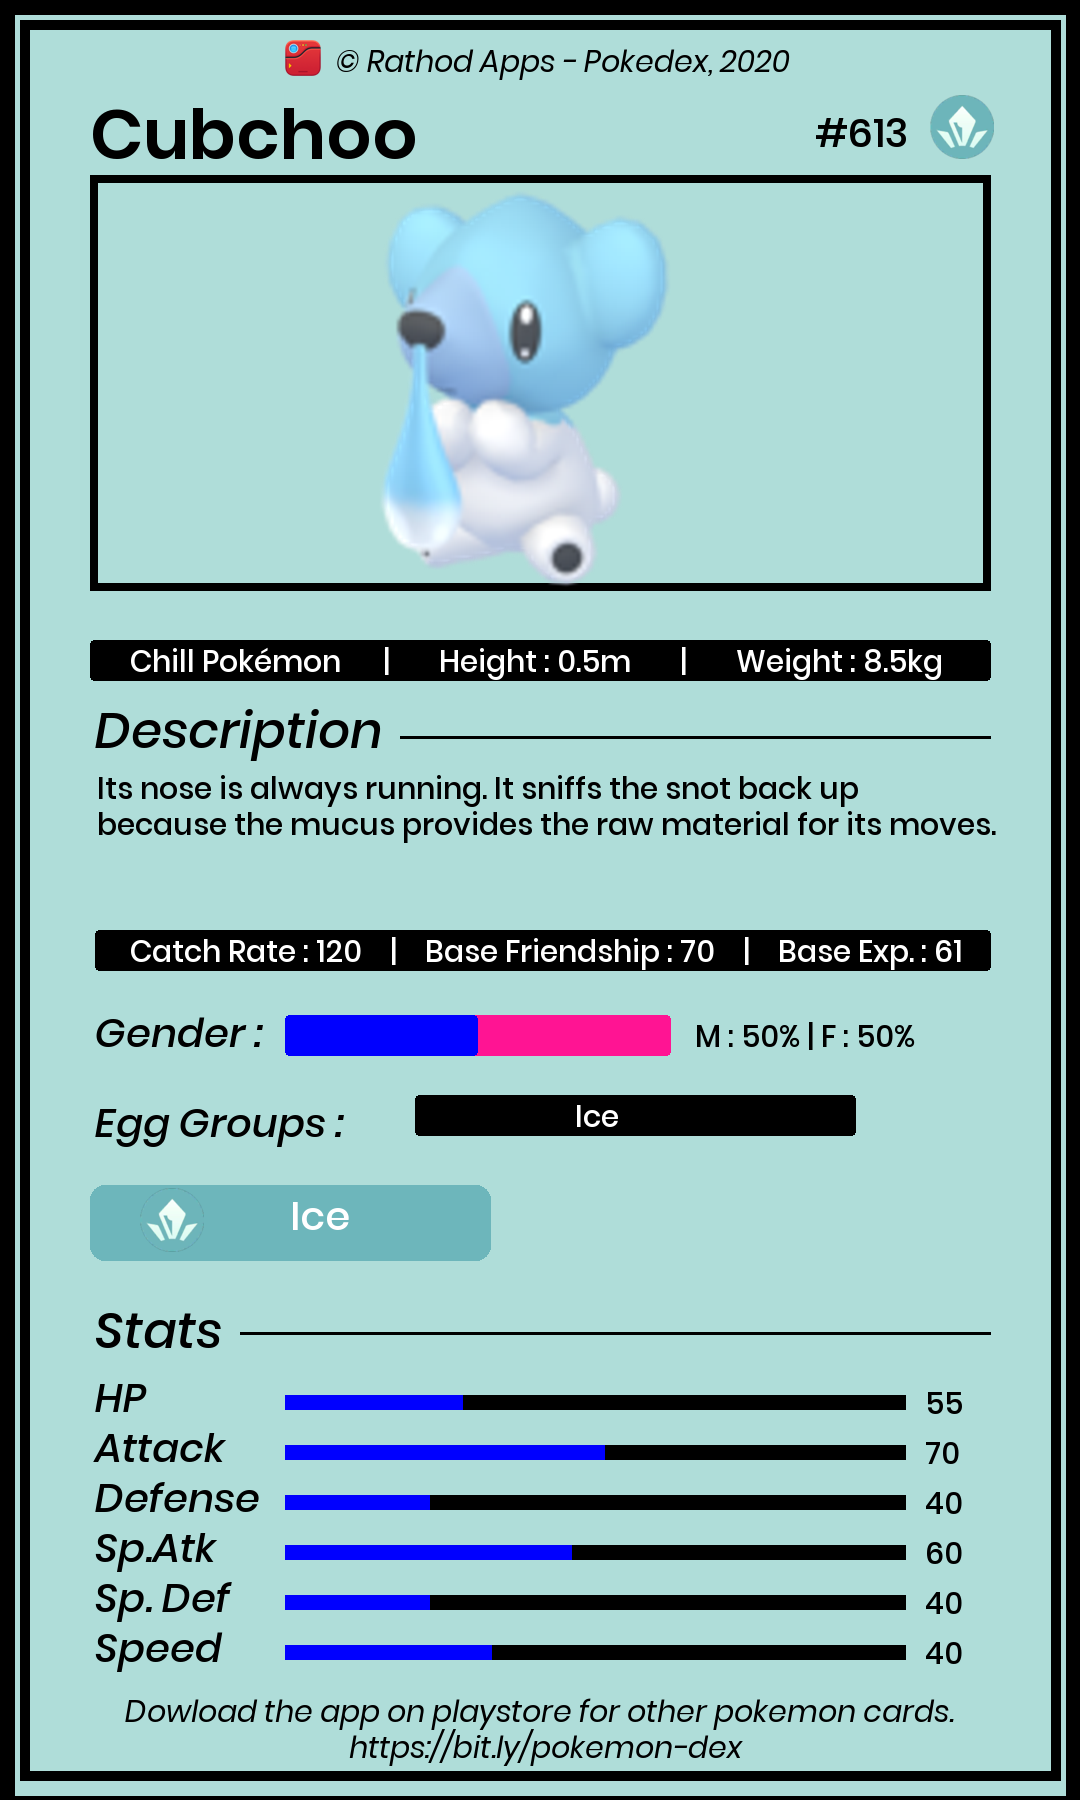 © Rathod Apps - Pokedex, 2020
Cubchoo
#613
Chill Pokémon | Height : 0.5m | Weight : 8.5kg
Description
Its nose is always running. It sniffs the snot back up
because the mucus provides the raw material for its moves.
Catch Rate : 120 | Base Friendship : 70 | Base Exp. : 61
Gender : M : 50% | F : 50%
Egg Groups : Ice
Ice
Stats
HP 55
Attack 70
Defense 40
Sp.Atk 60
Sp. Def 40
Speed 40
Dowload the app on playstore for other pokemon cards.
https://bit.ly/pokemon-dex